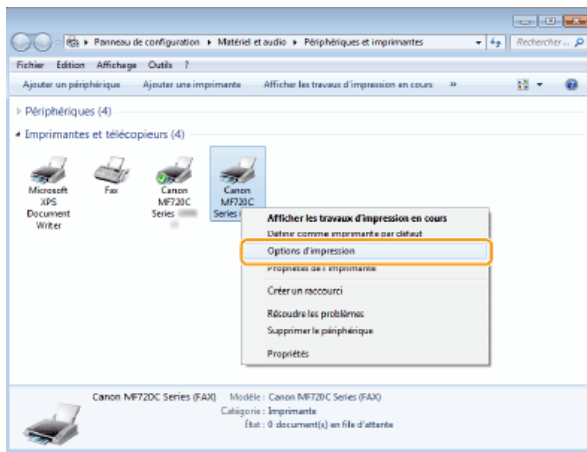 Panneau de configuration ▸ Matériel et audio ▸ Périphériques et imprimantes
Rechercher...
Fichier Edition Affichage Outils ?
Ajouter un périphérique Ajouter une imprimante Afficher les travaux d'impression en cours »
Périphériques (4)
Imprimantes et télécopieurs (4)
Microsoft XPS Document Writer
Fax
Canon MF720C Series
Canon MF720C Series
Afficher les travaux d'impression en cours
Définir comme imprimante par défaut
Options d'impression
Propriétés de l'imprimante
Créer un raccourci
Résoudre les problèmes
Supprimer le périphérique
Propriétés
Canon MF720C Series (FAX) Modèle : Canon MF720C Series (FAX)
Catégorie : Imprimante
État : 0 document(s) en file d'attente